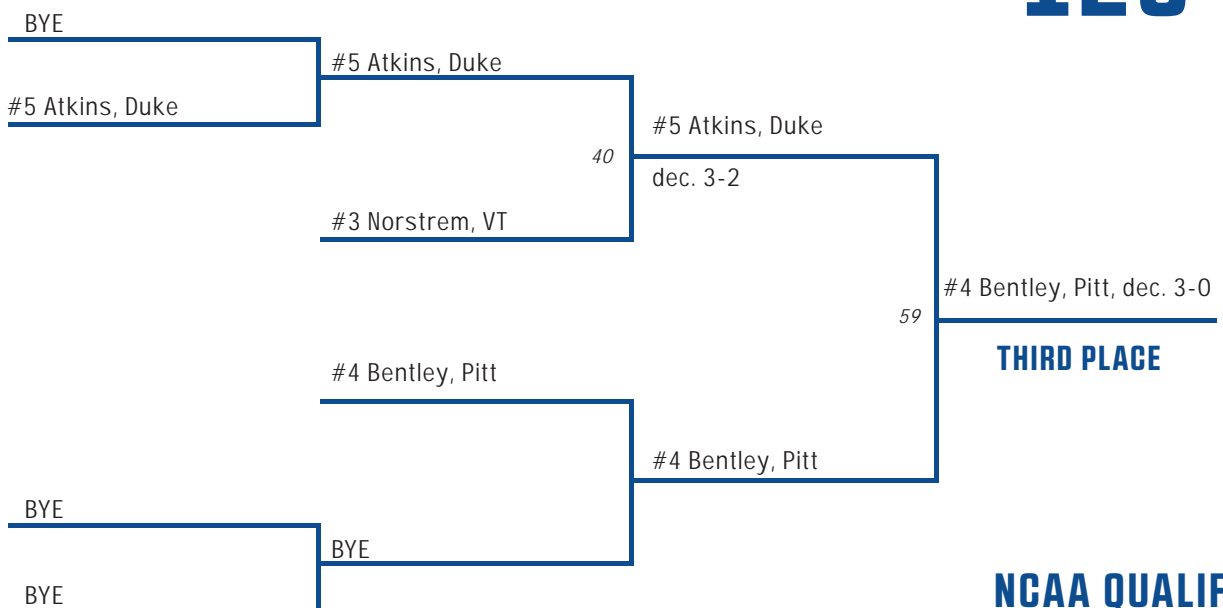 BYE
#5 Atkins, Duke
#5 Atkins, Duke
#5 Atkins, Duke
40
dec. 3-2
#3 Norstrem, VT
#4 Bentley, Pitt, dec. 3-0
59
THIRD PLACE
#4 Bentley, Pitt
#4 Bentley, Pitt
BYE
BYE
BYE
NCAA